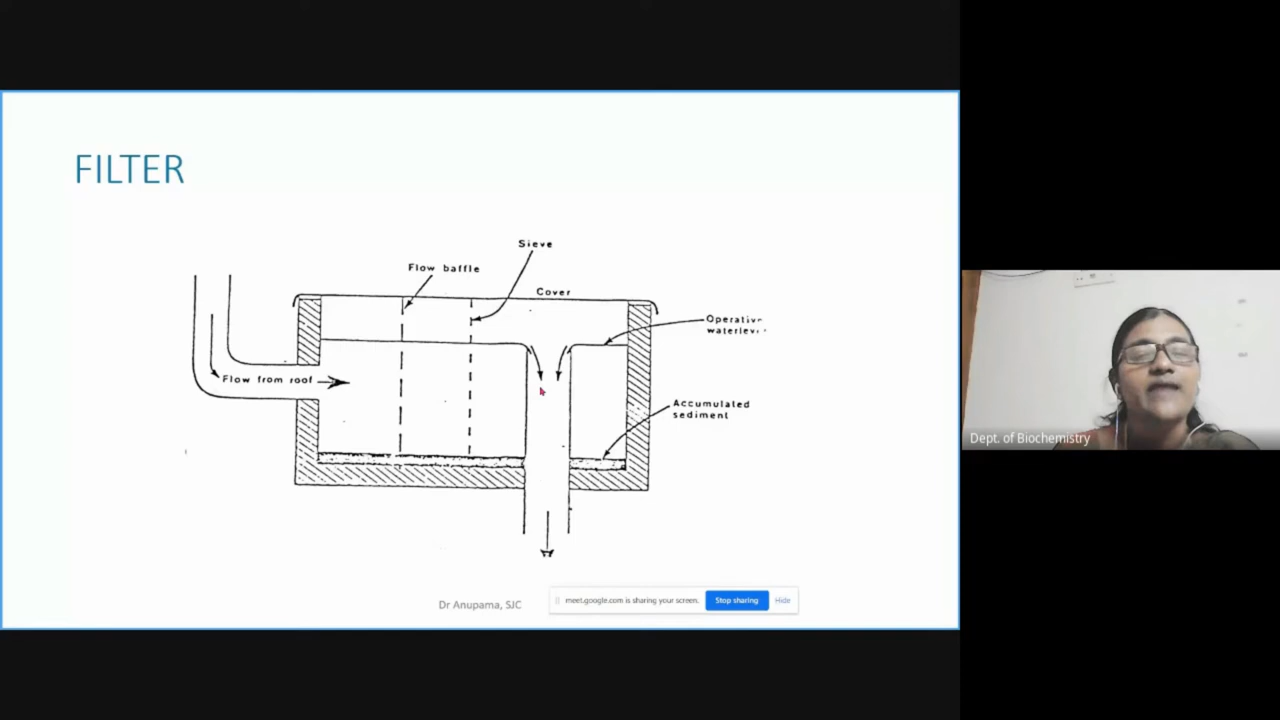 FILTER
Sieve
Flow baffle
Cover
Operative
Flow from roof
Accumulated
sediment
Dr Anupama, SJC
meet.google.com is sharing your screen.
Stop sharing
Hide
Dept. of Biochemistry